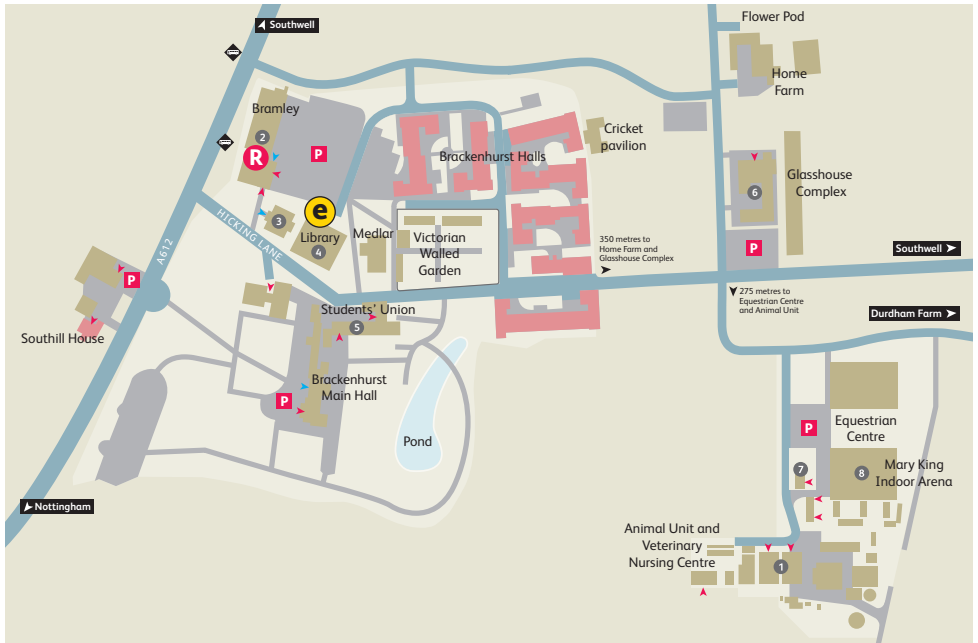 Southwell
Flower Pod
Home
Farm
Bramley
2
R
P
Cricket
pavilion
Brackenhurst Halls
Glasshouse
Complex
6
e
3
Library
4
Medlar
Victorian
Walled
Garden
HICKING LANE
A612
350 metres to
Home Farm and
Glasshouse Complex
P
Southwell
P
275 metres to
Equestrian Centre
and Animal Unit
Durdham Farm
Students' Union
5
Southill House
Brackenhurst
Main Hall
P
Pond
P
Equestrian
Centre
7
8
Mary King
Indoor Arena
Nottingham
Animal Unit and
Veterinary
Nursing Centre
1